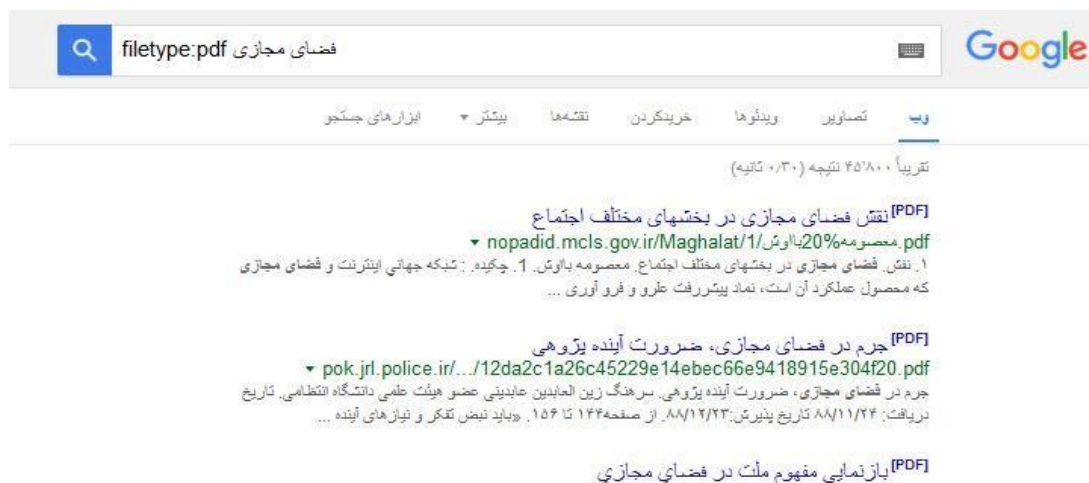 فضای مجازی filetype:pdf
Google
وب تصاویر ویدئوها خریدکردن نقشه‌ها بیشتر ابزارهای جستجو
تقریباً ۴۵٬۸۰۰ نتیجه (۰٫۳۰ ثانیه)
[PDF] نقش فضای مجازی در بخشهای مختلف اجتماع
nopadid.mcls.gov.ir/Maghalat/1/معصومه%20بااوش.pdf
۱. نقش. فضای مجازی در بخشهای مختلف اجتماع. معصومه بااوش. 1. چکیده. : شبکه جهانی اینترنت و فضای مجازی
که محصول عملکرد آن است، نماد پیشررفت علرو و فرو آوری ...
[PDF] جرم در فضای مجازی، ضرورت آینده پژوهی
pok.jrl.police.ir/.../12da2c1a26c45229e14ebec66e9418915e304f20.pdf
جرم در فضای مجازی، ضرورت آینده پژوهی. سرهنگ زین العابدین عابدینی عضو هیئت علمی دانشگاه انتظامی. تاریخ
دریافت: ۸۸/۱۱/۲۴ تاریخ پذیرش:۸۸/۱۲/۲۳. از صفحه۱۴۴ تا ۱۵۶. «باید نبض تفکر و نیازهای آینده ...
[PDF] بازنمایی مفهوم ملت در فضای مجازی